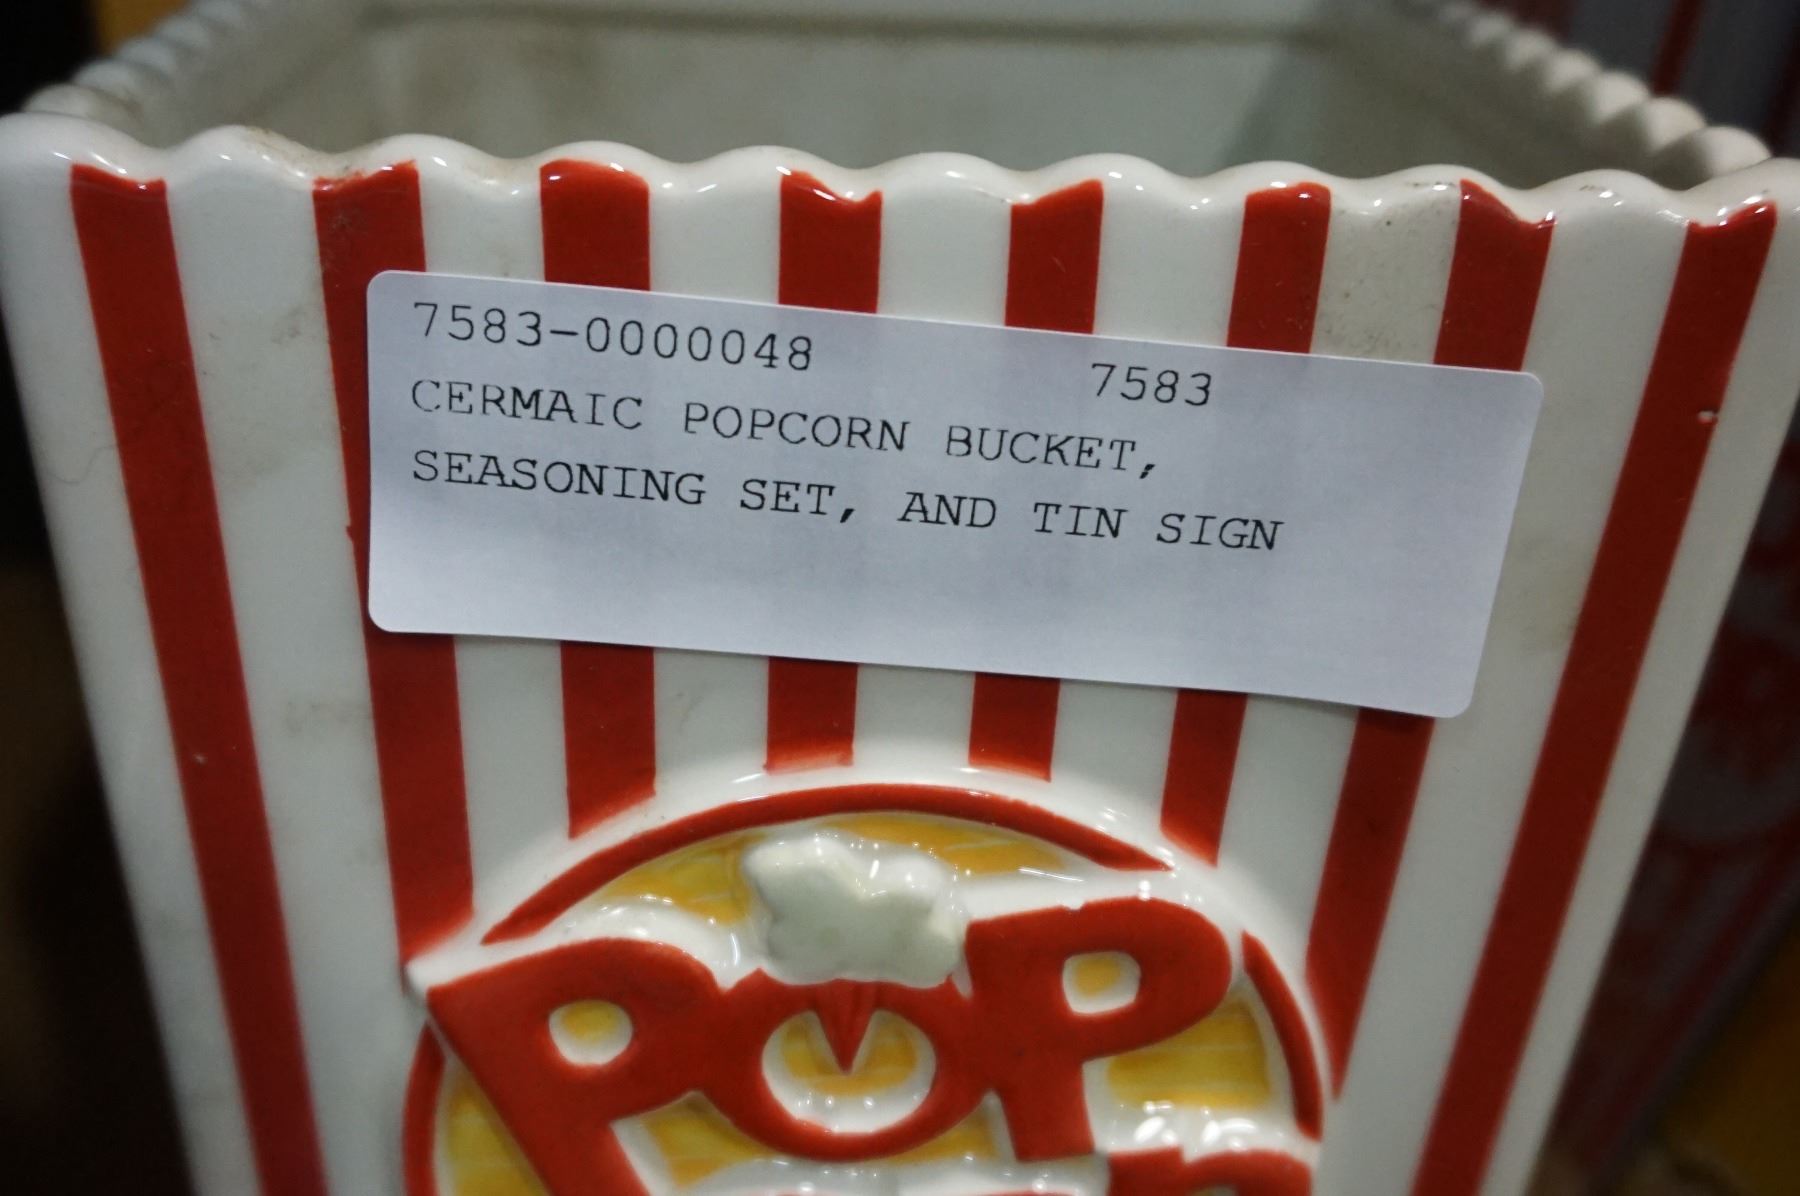 7583-0000048 7583
CERMAIC POPCORN BUCKET,
SEASONING SET, AND TIN SIGN
POP